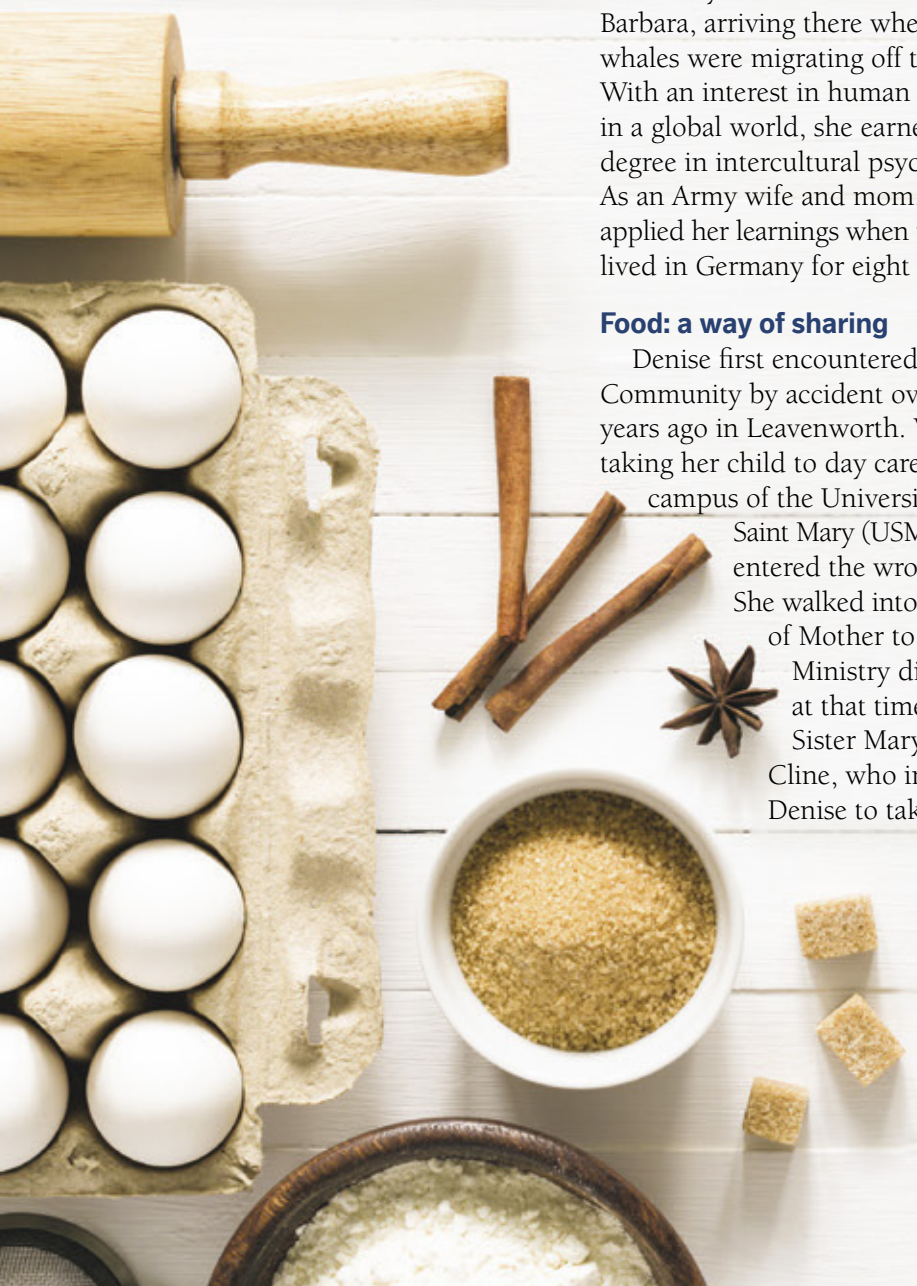 Barbara, arriving there whe
whales were migrating off t
With an interest in human
in a global world, she earne
degree in intercultural psyc
As an Army wife and mom
applied her learnings when
lived in Germany for eight
Food: a way of sharing
Denise first encountered
Community by accident ov
years ago in Leavenworth.
taking her child to day care
campus of the Universi
Saint Mary (USM
entered the wro
She walked into
of Mother to
Ministry di
at that time
Sister Mary
Cline, who in
Denise to tak